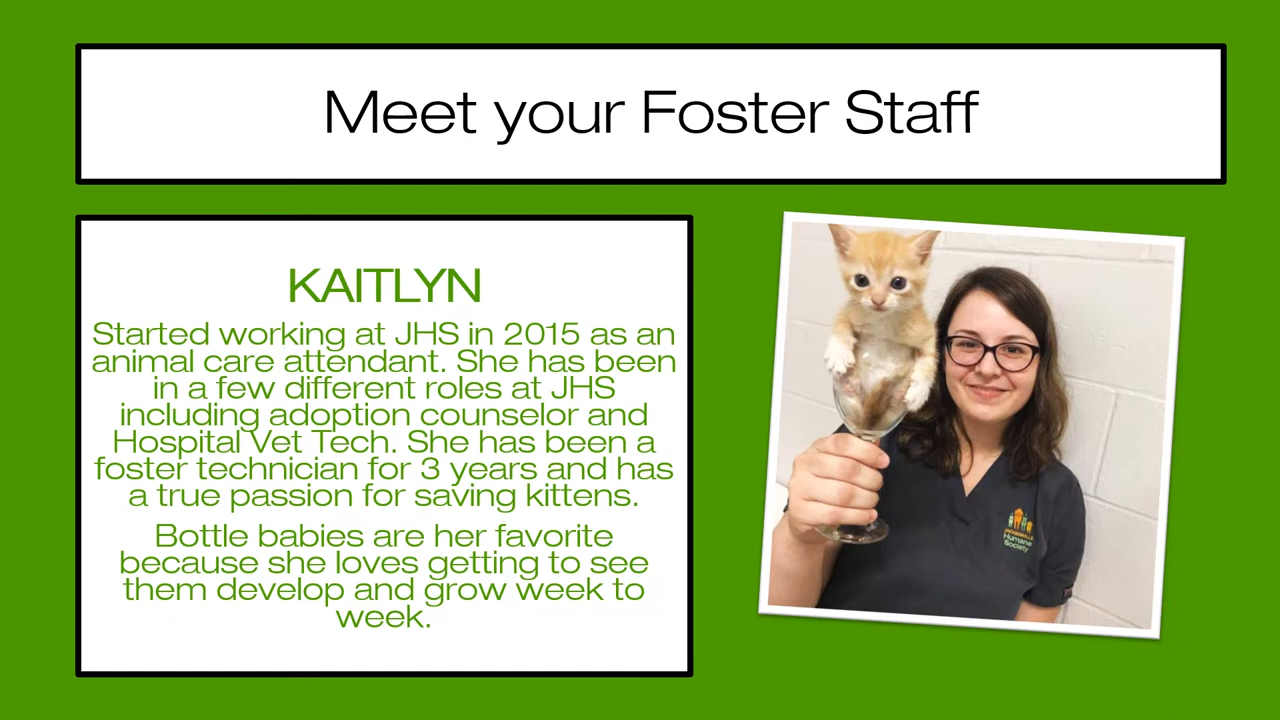 Meet your Foster Staff
KAITLYN
Started working at JHS in 2015 as an
animal care attendant. She has been
in a few different roles at JHS
including adoption counselor and
Hospital Vet Tech. She has been a
foster technician for 3 years and has
a true passion for saving kittens.
Bottle babies are her favorite
because she loves getting to see
them develop and grow week to
week.
JACKSONVILLE
Humane
Society